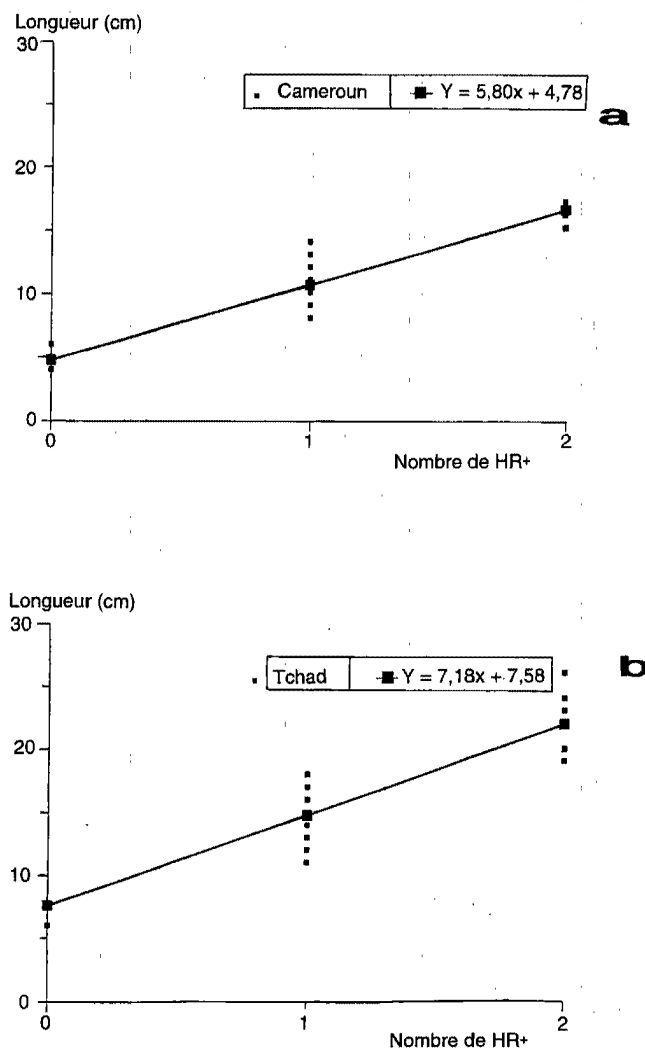 Longueur (cm)
30
Cameroun Y = 5,80x + 4,78
a
20
10
0
0 1 2
Nombre de HR+
Longueur (cm)
30
Tchad Y = 7,18x + 7,58
b
20
10
0
0 1 2
Nombre de HR+